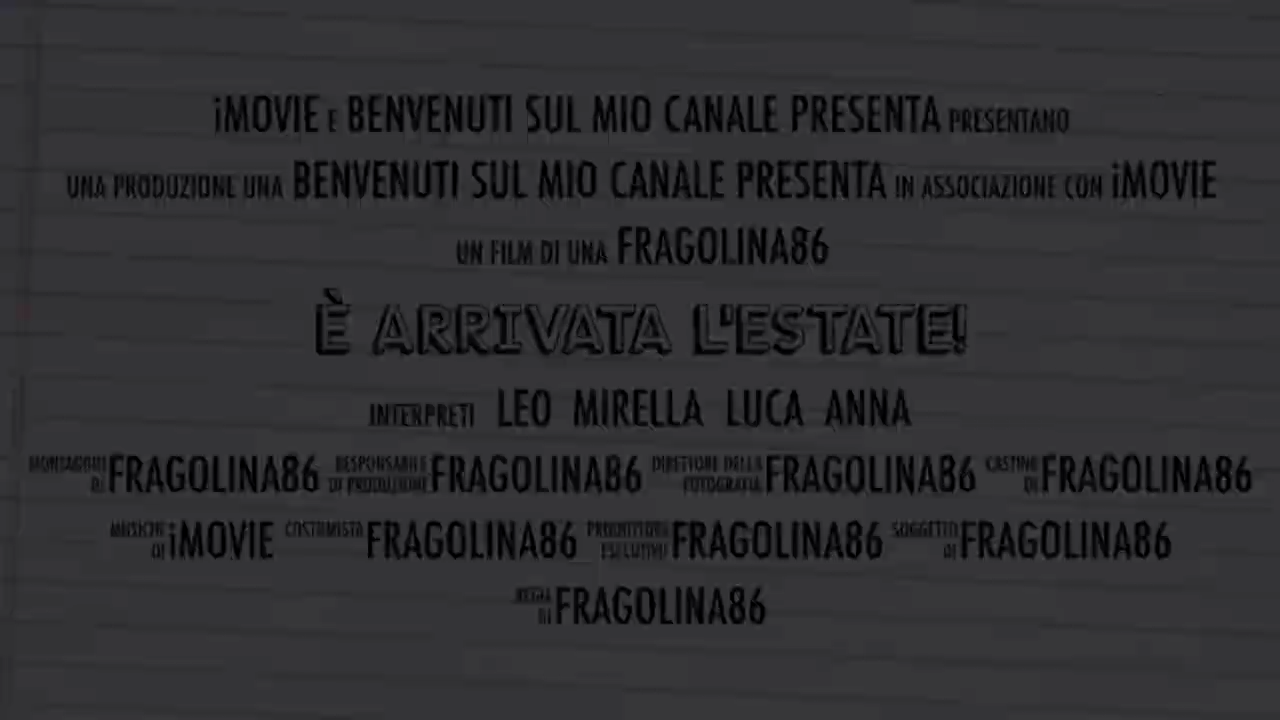 iMOVIE E BENVENUTI SUL MIO CANALE PRESENTA PRESENTANO
UNA PRODUZIONE UNA BENVENUTI SUL MIO CANALE PRESENTA IN ASSOCIAZIONE CON iMOVIE
UN FILM DI UNA FRAGOLINA86
È ARRIVATA L'ESTATE!
INTERPRETI LEO MIRELLA LUCA ANNA
MONTAGGIO DI FRAGOLINA86 RESPONSABILE DI PRODUZIONE FRAGOLINA86 DIRETTORE DELLA FOTOGRAFIA FRAGOLINA86 CASTING DI FRAGOLINA86
MUSICHE DI iMOVIE COSTUMISTA FRAGOLINA86 PRODUTTORE ESECUTIVO FRAGOLINA86 SOGGETTO DI FRAGOLINA86
REGIA DI FRAGOLINA86